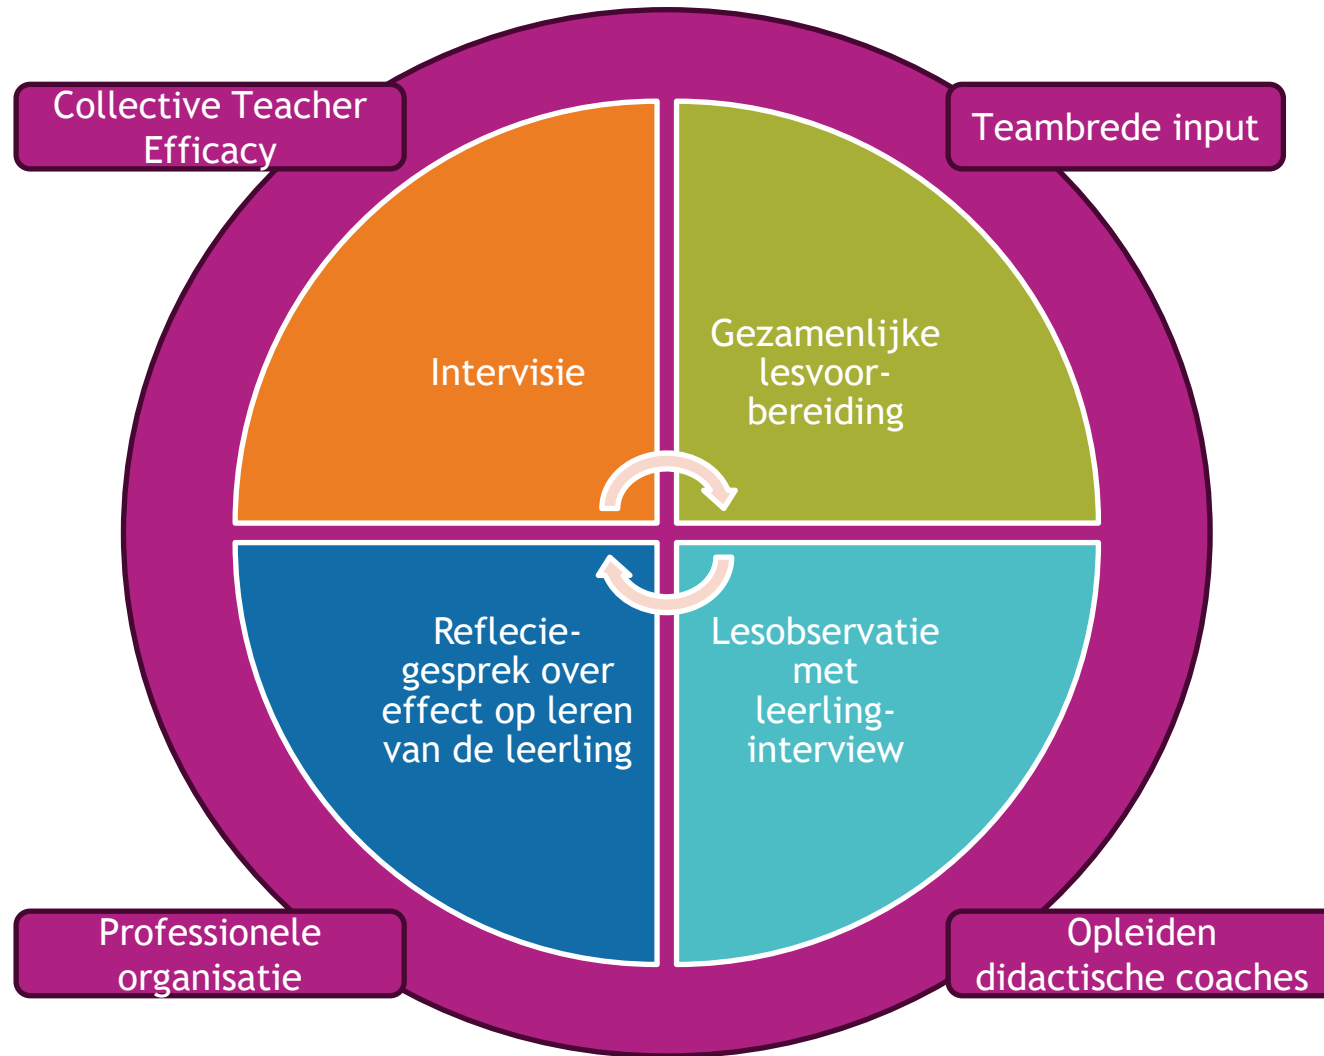 Collective Teacher
Efficacy
Teambrede input
Intervisie
Gezamenlijke
lesvoor-
bereiding
Reflecie-
gesprek over
effect op leren
van de leerling
Lesobservatie
met
leerling-
interview
Professionele
organisatie
Opleiden
didactische coaches